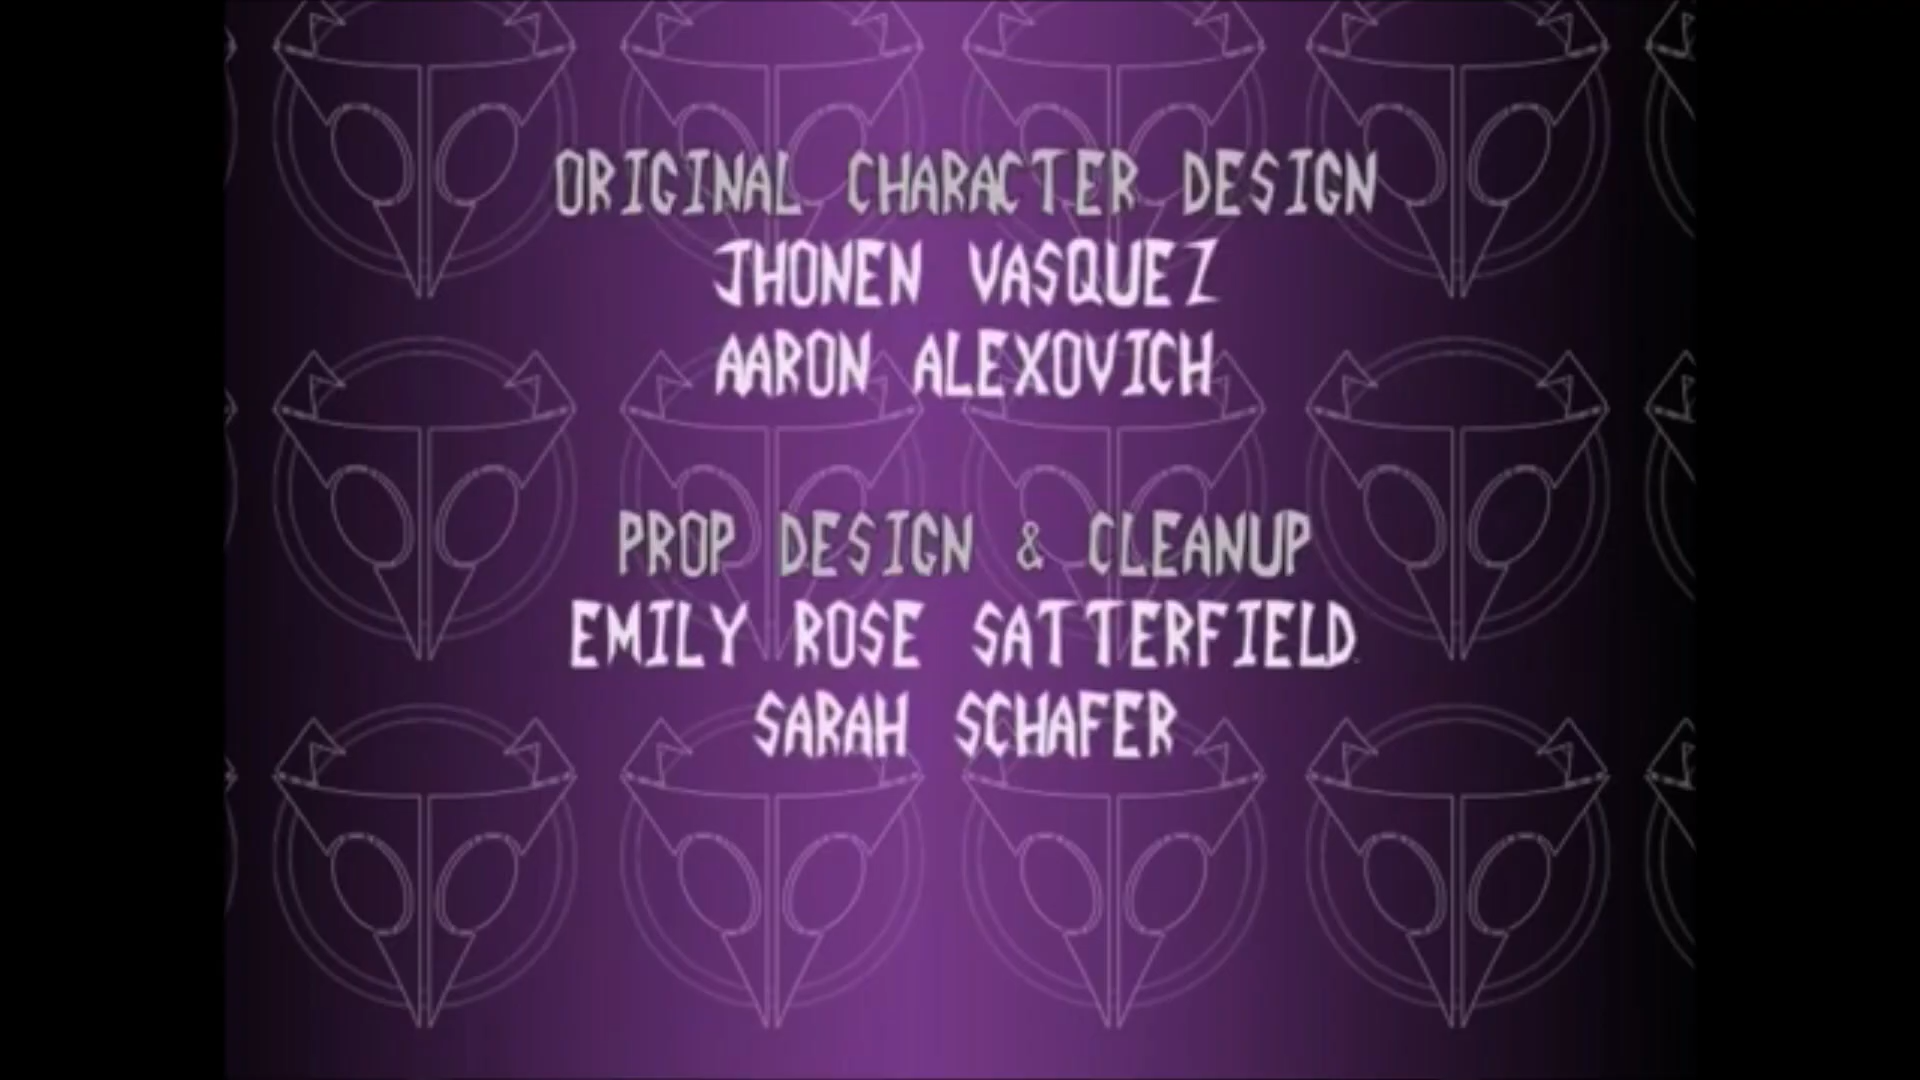 ORIGINAL CHARACTER DESIGN
JHONEN VASQUEZ
AARON ALEXOVICH
PROP DESIGN & CLEANUP
EMILY ROSE SATTERFIELD
SARAH SCHAFER